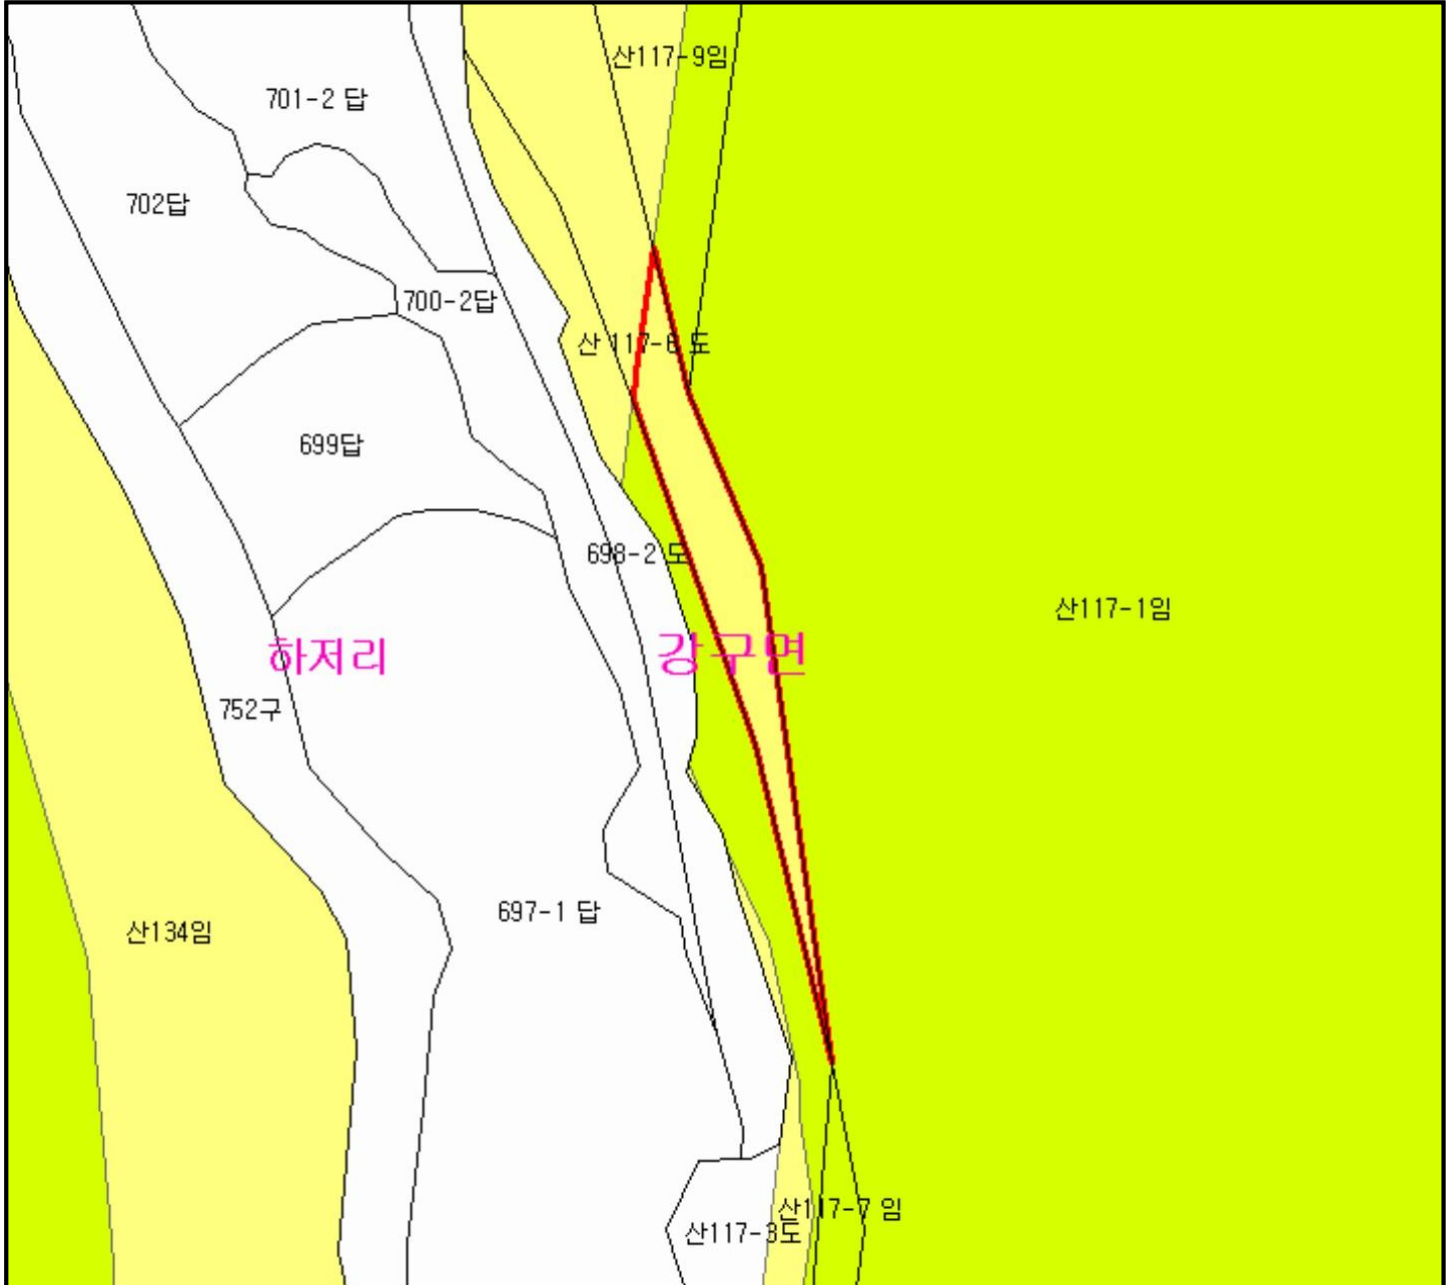 산117-9임
701-2 답
702답
700-2답
산 117-6 도
699답
698-2 도
산117-1임
하저리
강구면
752구
697-1 답
산134임
산117-7 임
산117-3도